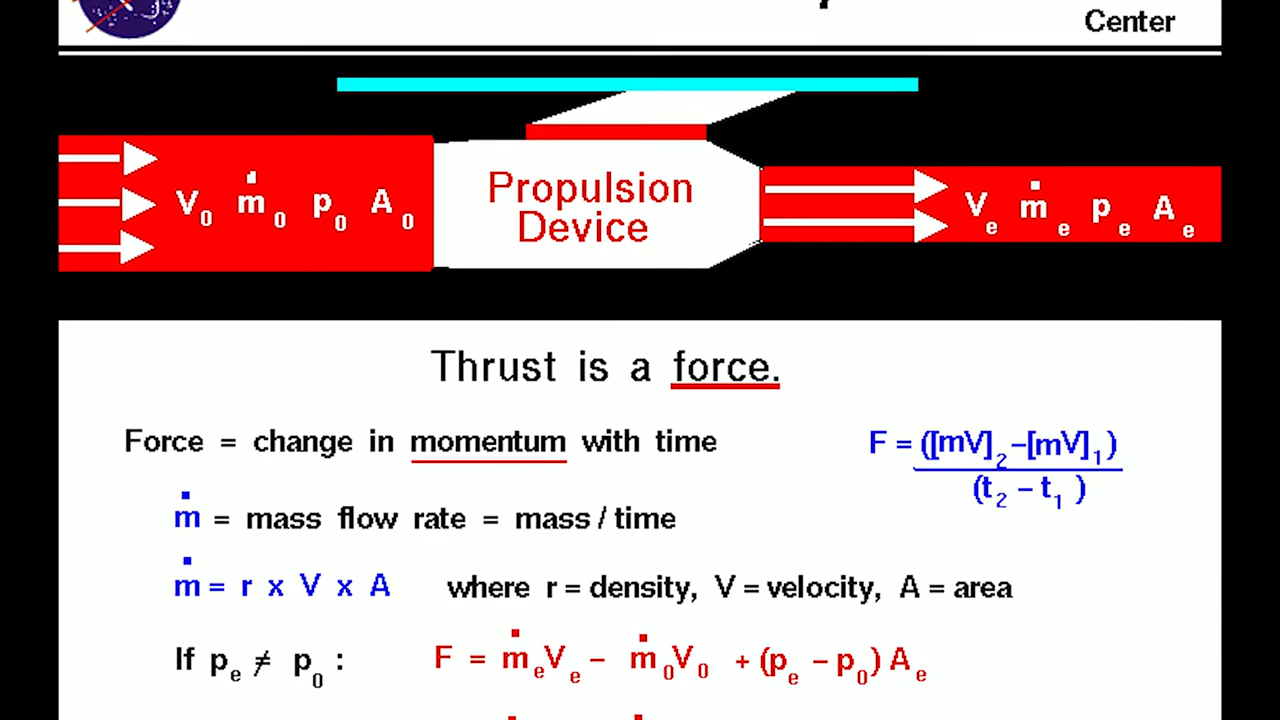 Center
V₀ ṁ₀ p₀ A₀
Propulsion
Device
Vₑ ṁₑ pₑ Aₑ
Thrust is a force.
Force = change in momentum with time
F = ([mV]₂ – [mV]₁) / (t₂ – t₁)
ṁ = mass flow rate = mass / time
ṁ = r x V x A where r = density, V = velocity, A = area
If pₑ ≠ p₀ : F = ṁₑVₑ – ṁ₀V₀ + (pₑ – p₀) Aₑ